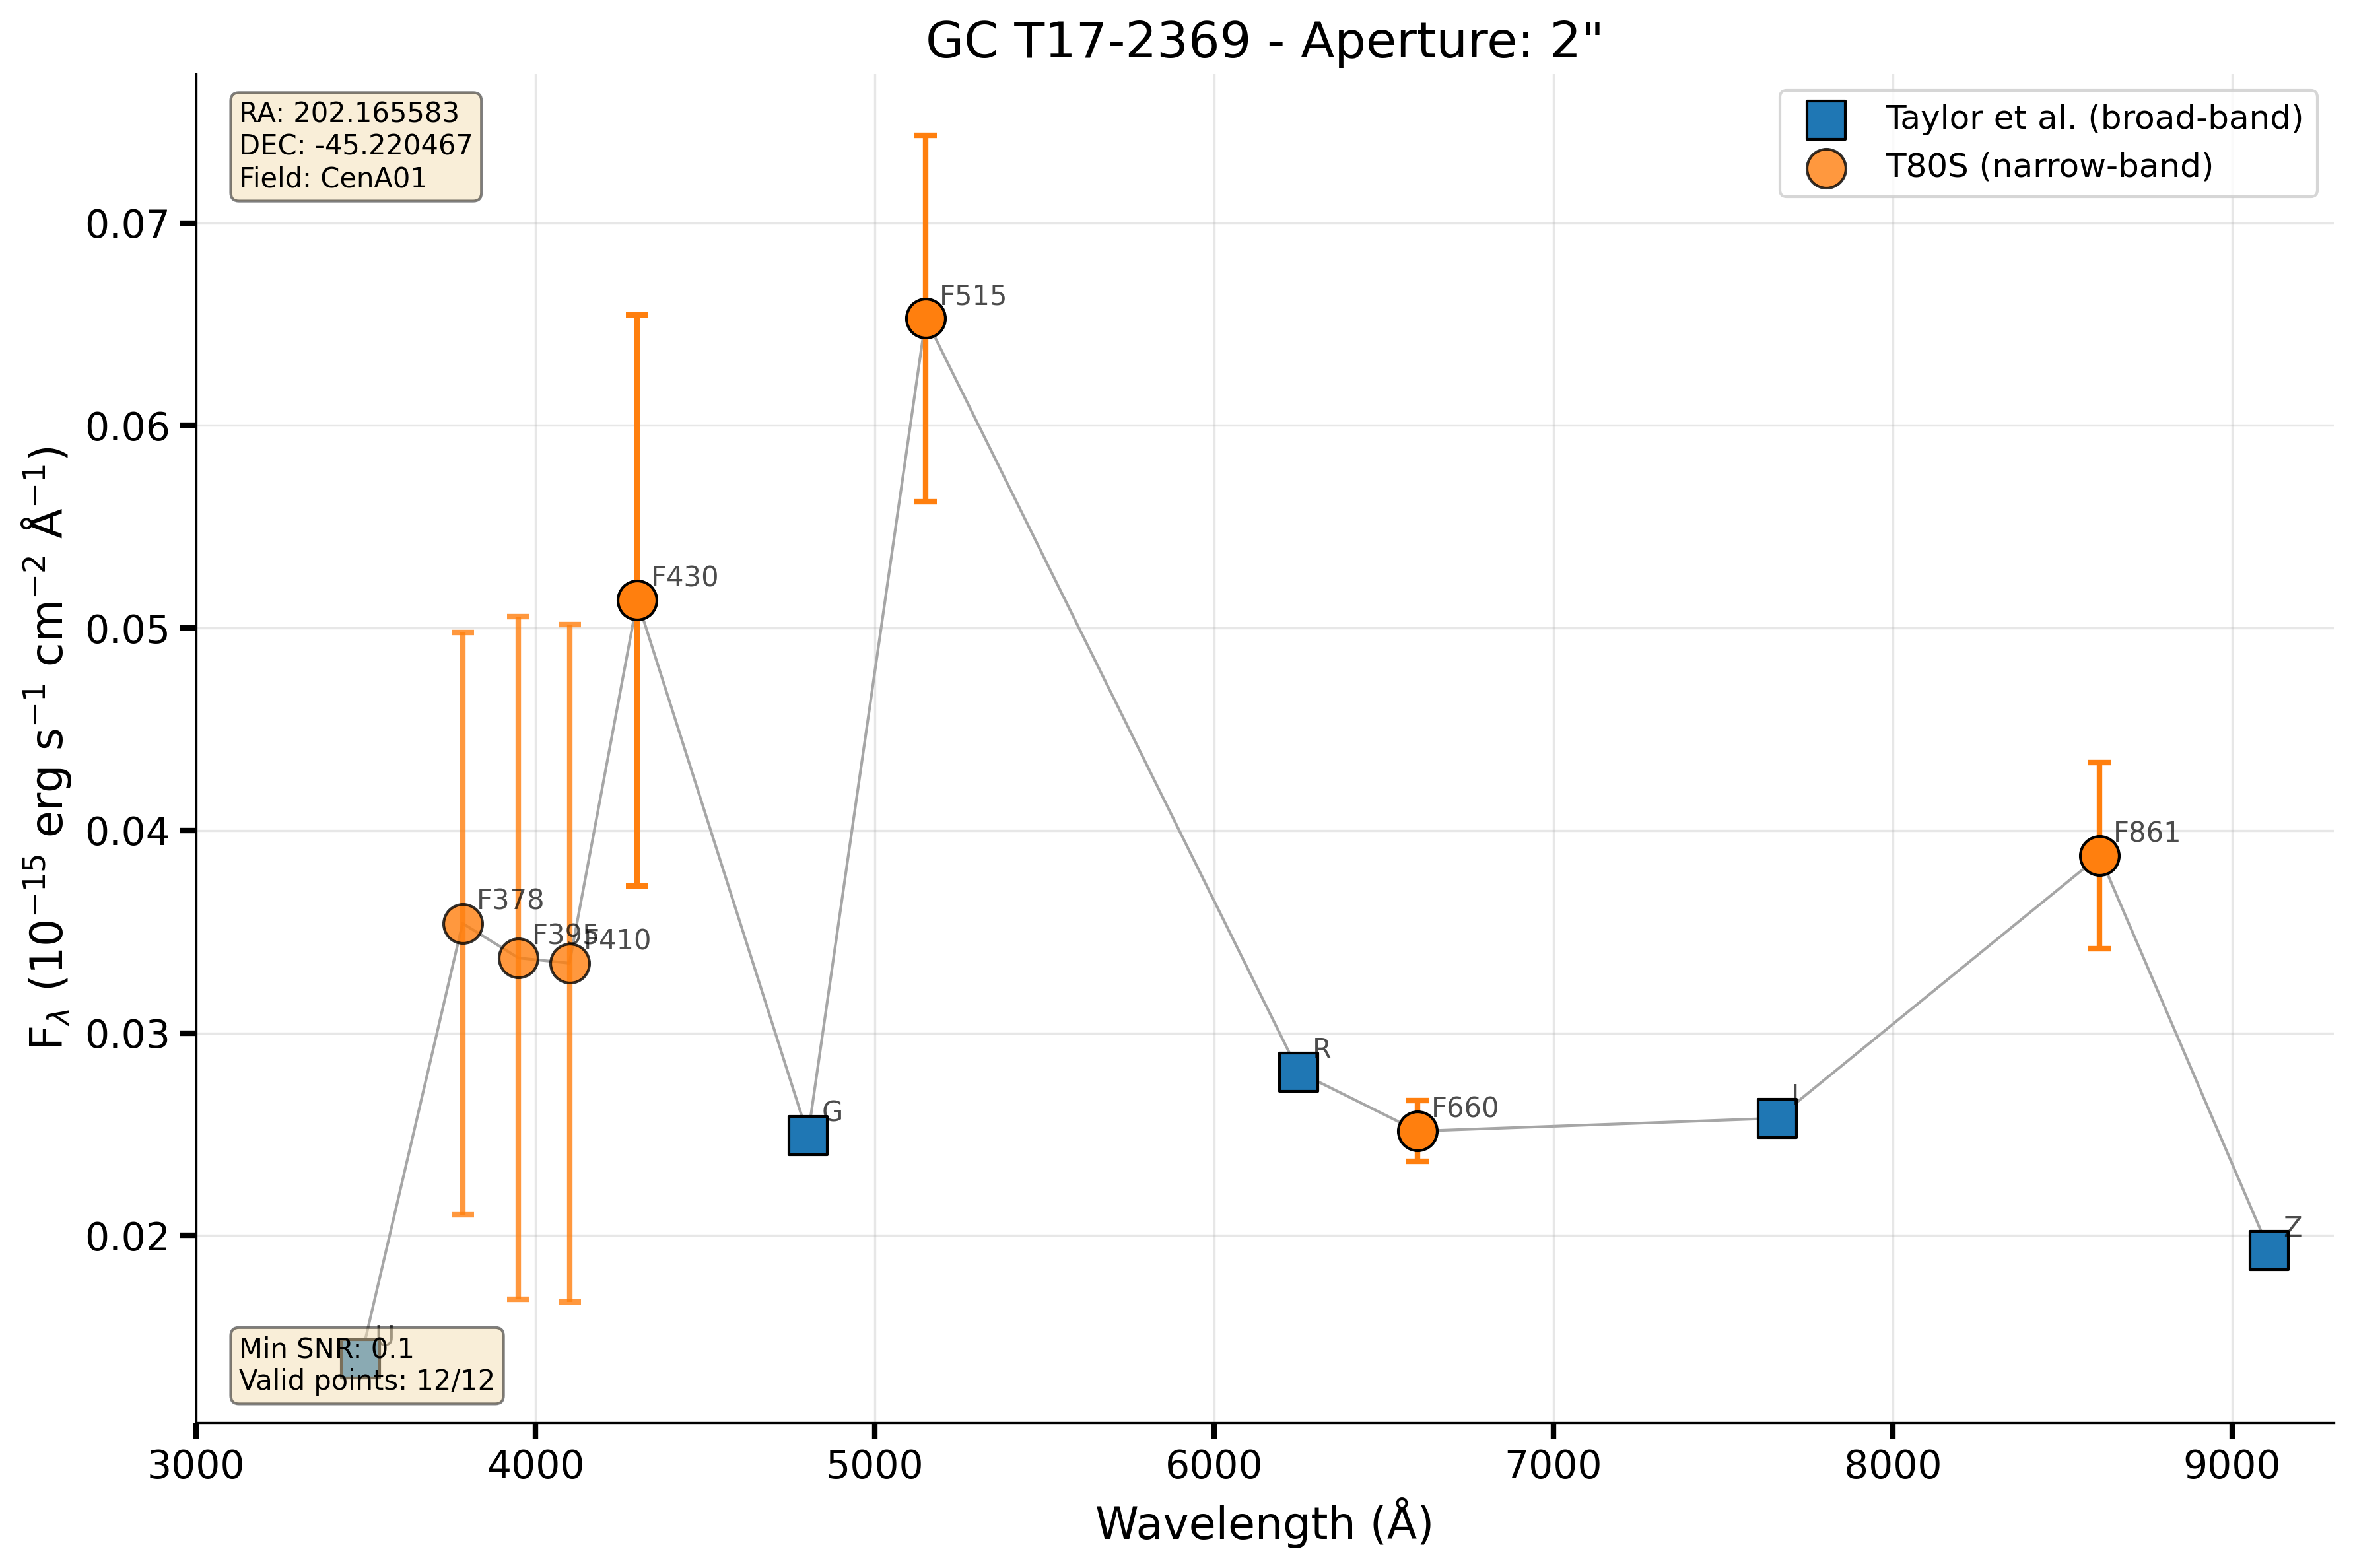 GC T17-2369 - Aperture: 2"
RA: 202.165583
DEC: -45.220467
Field: CenA01
Taylor et al. (broad-band)
T80S (narrow-band)
F515
F430
F378
F395
F410
G
R
F660
I
F861
Z
U
Min SNR: 0.1
Valid points: 12/12
0.07
0.06
0.05
0.04
0.03
0.02
F$_{λ}$ (10$^{−15}$ erg s$^{−1}$ cm$^{−2}$ Å$^{−1}$)
3000 4000 5000 6000 7000 8000 9000
Wavelength (Å)